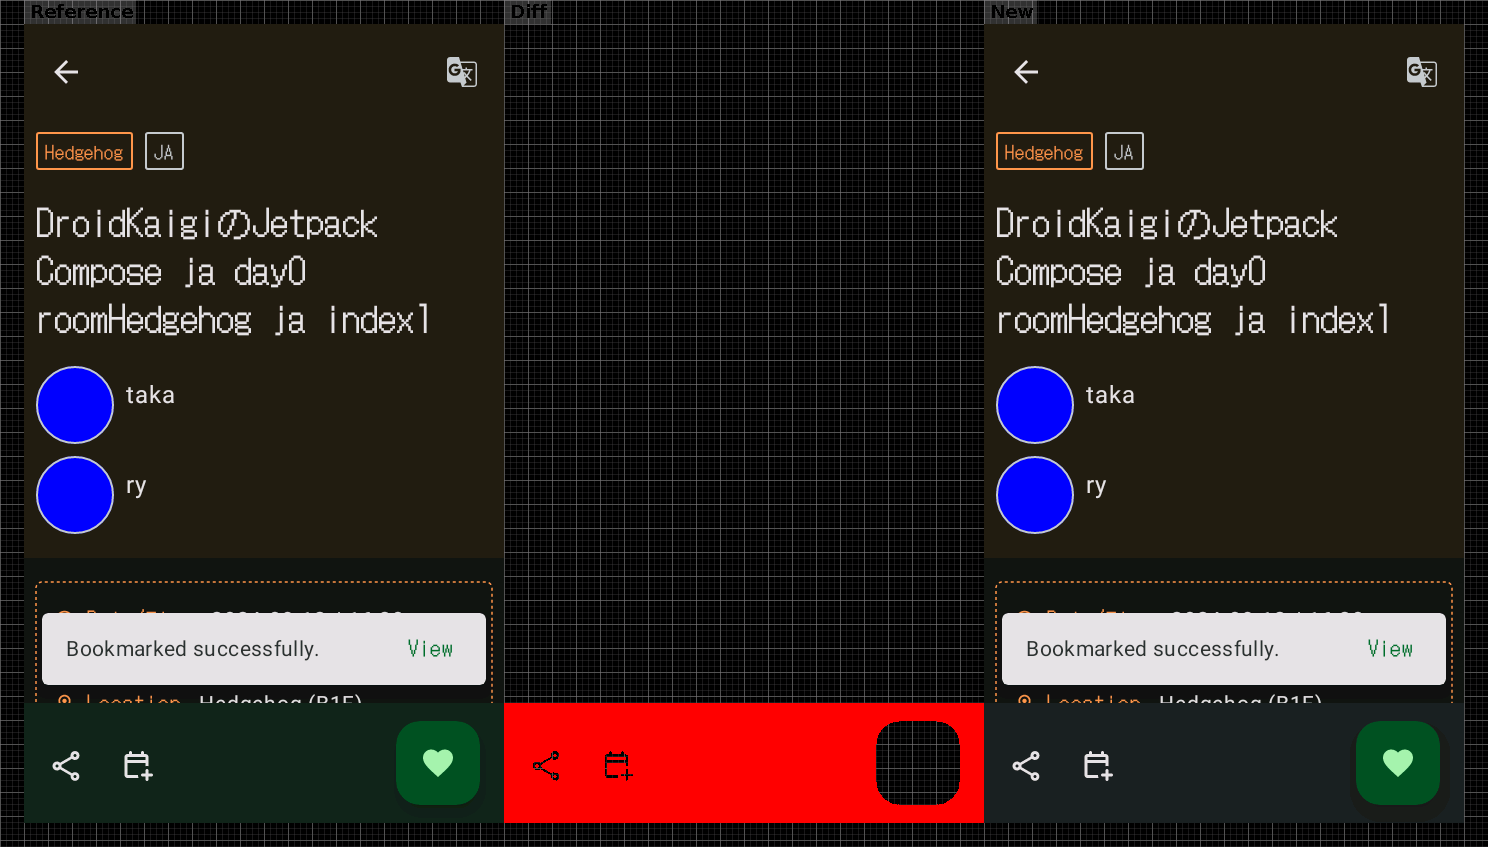 Reference
Diff
New
Hedgehog
JA
DroidKaigiのJetpack
Compose ja day0
roomHedgehog ja index1
taka
ry
Bookmarked successfully.
View
Location Hedgehog (B1F)
Hedgehog
JA
DroidKaigiのJetpack
Compose ja day0
roomHedgehog ja index1
taka
ry
Bookmarked successfully.
View
Location Hedgehog (B1F)